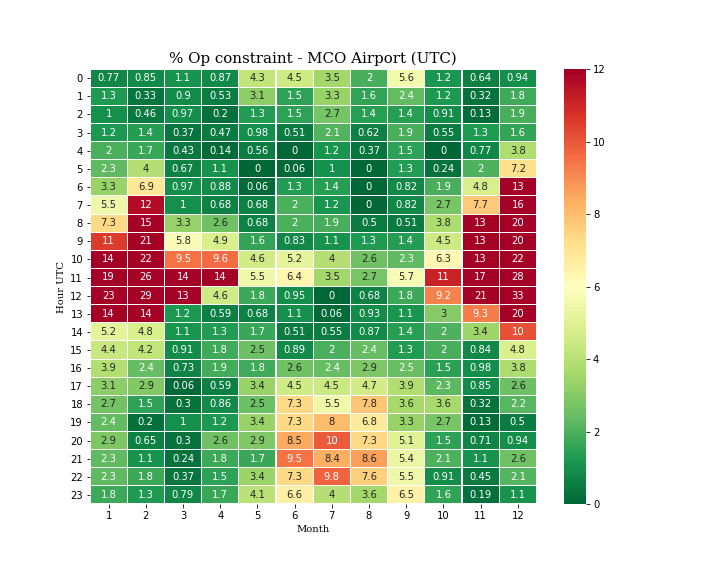 % Op constraint - MCO Airport (UTC)
0 0.77 0.85 1.1 0.87 4.3 4.5 3.5 2 5.6 1.2 0.64 0.94
1 1.3 0.33 0.9 0.53 3.1 1.5 3.3 1.6 2.4 1.2 0.32 1.8
2 1 0.46 0.97 0.2 1.3 1.5 2.7 1.4 1.4 0.91 0.13 1.9
3 1.2 1.4 0.37 0.47 0.98 0.51 2.1 0.62 1.9 0.55 1.3 1.6
4 2 1.7 0.43 0.14 0.56 0 1.2 0.37 1.5 0 0.77 3.8
5 2.3 4 0.67 1.1 0 0.06 1 0 1.3 0.24 2 7.2
6 3.3 6.9 0.97 0.88 0.06 1.3 1.4 0 0.82 1.9 4.8 13
7 5.5 12 1 0.68 0.68 2 1.2 0 0.82 2.7 7.7 16
8 7.3 15 3.3 2.6 0.68 2 1.9 0.5 0.51 3.8 13 20
9 11 21 5.8 4.9 1.6 0.83 1.1 1.3 1.4 4.5 13 20
10 14 22 9.5 9.6 4.6 5.2 4 2.6 2.3 6.3 13 22
11 19 26 14 14 5.5 6.4 3.5 2.7 5.7 11 17 28
12 23 29 13 4.6 1.8 0.95 0 0.68 1.8 9.2 21 33
13 14 14 1.2 0.59 0.68 1.1 0.06 0.93 1.1 3 9.3 20
14 5.2 4.8 1.1 1.3 1.7 0.51 0.55 0.87 1.4 2 3.4 10
15 4.4 4.2 0.91 1.8 2.5 0.89 2 2.4 1.3 2 0.84 4.8
16 3.9 2.4 0.73 1.9 1.8 2.6 2.4 2.9 2.5 1.5 0.98 3.8
17 3.1 2.9 0.06 0.59 3.4 4.5 4.5 4.7 3.9 2.3 0.85 2.6
18 2.7 1.5 0.3 0.86 2.5 7.3 5.5 7.8 3.6 3.6 0.32 2.2
19 2.4 0.2 1 1.2 3.4 7.3 8 6.8 3.3 2.7 0.13 0.5
20 2.9 0.65 0.3 2.6 2.9 8.5 10 7.3 5.1 1.5 0.71 0.94
21 2.3 1.1 0.24 1.8 1.7 9.5 8.4 8.6 5.4 2.1 1.1 2.6
22 2.3 1.8 0.37 1.5 3.4 7.3 9.8 7.6 5.5 0.91 0.45 2.1
23 1.8 1.3 0.79 1.7 4.1 6.6 4 3.6 6.5 1.6 0.19 1.1
1 2 3 4 5 6 7 8 9 10 11 12
Month
Hour UTC
12
10
8
6
4
2
0